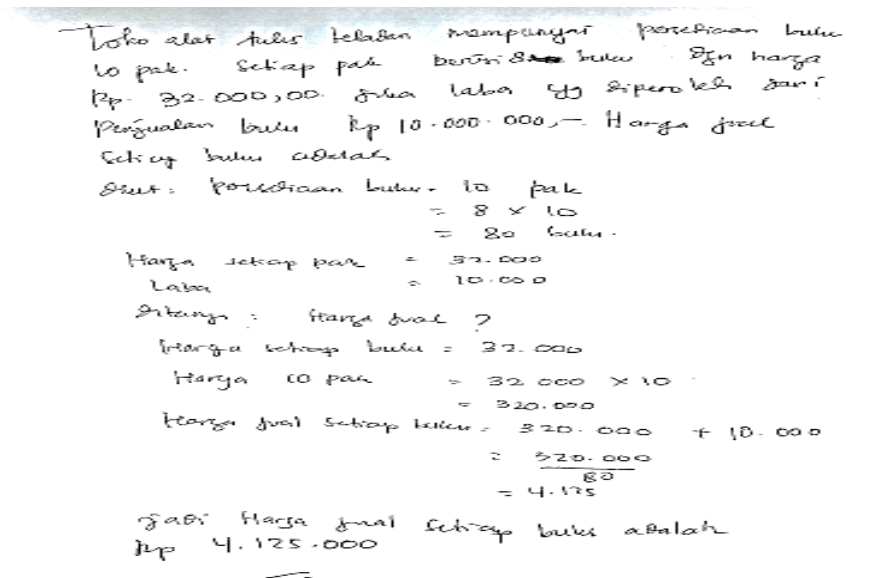 Toko alat tulis teladan mempunyai persediaan buku
10 pak. Setiap pak berisi 8 buku dgn harga
Rp. 32.000,00. Jika laba yg diperoleh dari
Penjualan buku Rp 10.000.000,-. Harga jual
Setiap buku adalah
persediaan buku = 10 pak
= 8 x 10
= 80 buku.
Harga setiap pak = 32.000
Laba = 10.000
Ditanya : Harga jual ?
Harga setiap buku = 32.000
Harga 10 pak = 32 000 x 10
= 320.000
Harga jual Setiap buku = 320.000 + 10.000
= 320.000
80
= 4.125
Jadi Harga jual Setiap buku adalah
Rp 4.125.000